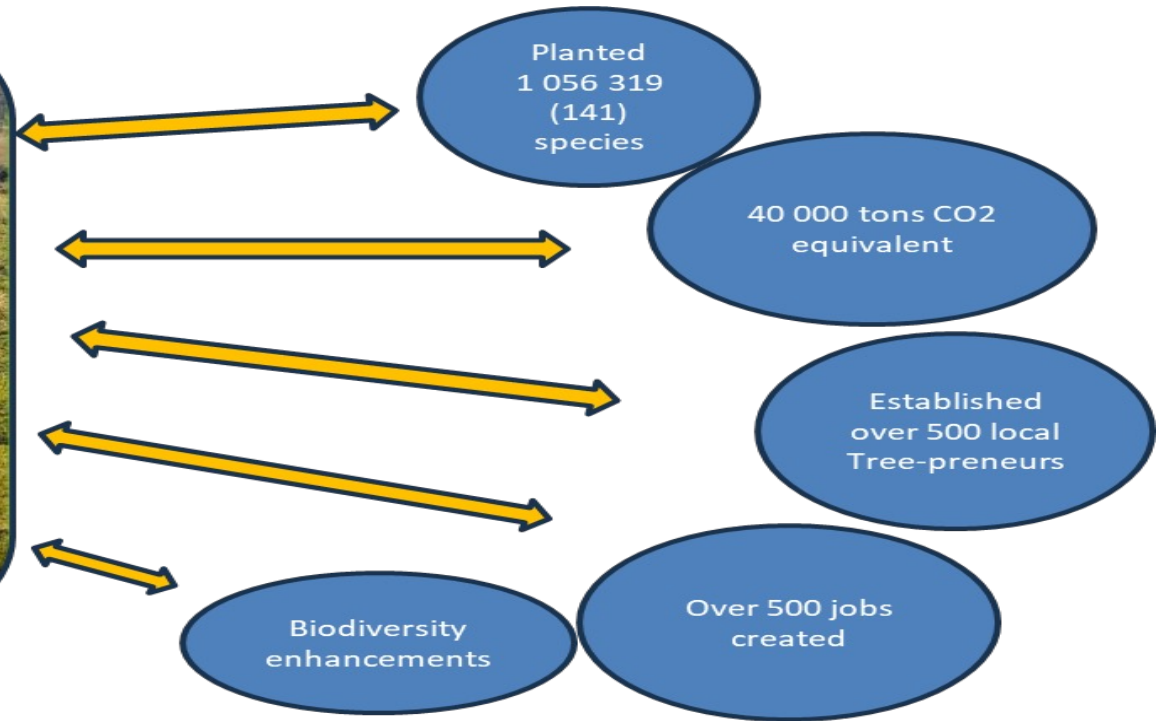 Planted
1 056 319
(141)
species
40 000 tons CO2
equivalent
Established
over 500 local
Tree-preneurs
Over 500 jobs
created
Biodiversity
enhancements